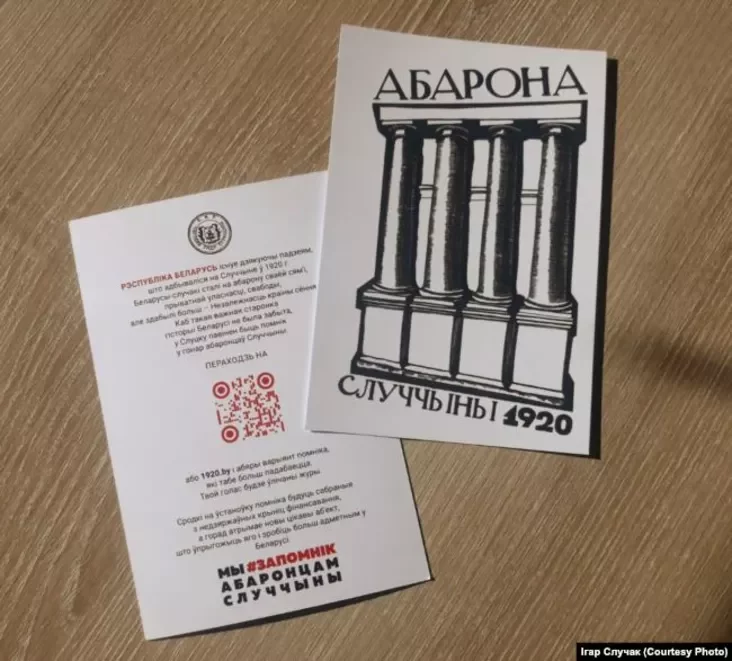 АБАРОНА
СЛУЧЧЫНЫ 1920
РЭСПУБЛІКА БЕЛАРУСЬ існуе дзякуючы падзеям,
што адбываліся на Случчыне ў 1920 г.
Беларусы-случакі сталі на абарону сваёй сям'і,
прыватнай уласнасці, свабоды,
але здабылі больш – Незалежнасць краіны сёння
Каб такая важная старонка
гісторыі Беларусі не была забыта,
у Слуцку павінен быць помнік
у гонар абаронцаў Случчыны.
ПЕРАХОДЗЬ НА
або 1920.by і абяры варыянт помніка,
які табе больш падабаецца.
Твой голас будзе ўлічаны журы.
Сродкі на ўстаноўку помніка будуць сабраныя
з недзяржаўных крыніц фінансавання,
а горад атрымае новы цікавы аб'ект,
што ўпрыгожыць яго і зробіць больш адметным у
Беларусі.
МЫ #ЗАПОМНІК
АБАРОНЦАМ
СЛУЧЧЫНЫ
Ігар Случак (Courtesy Photo)